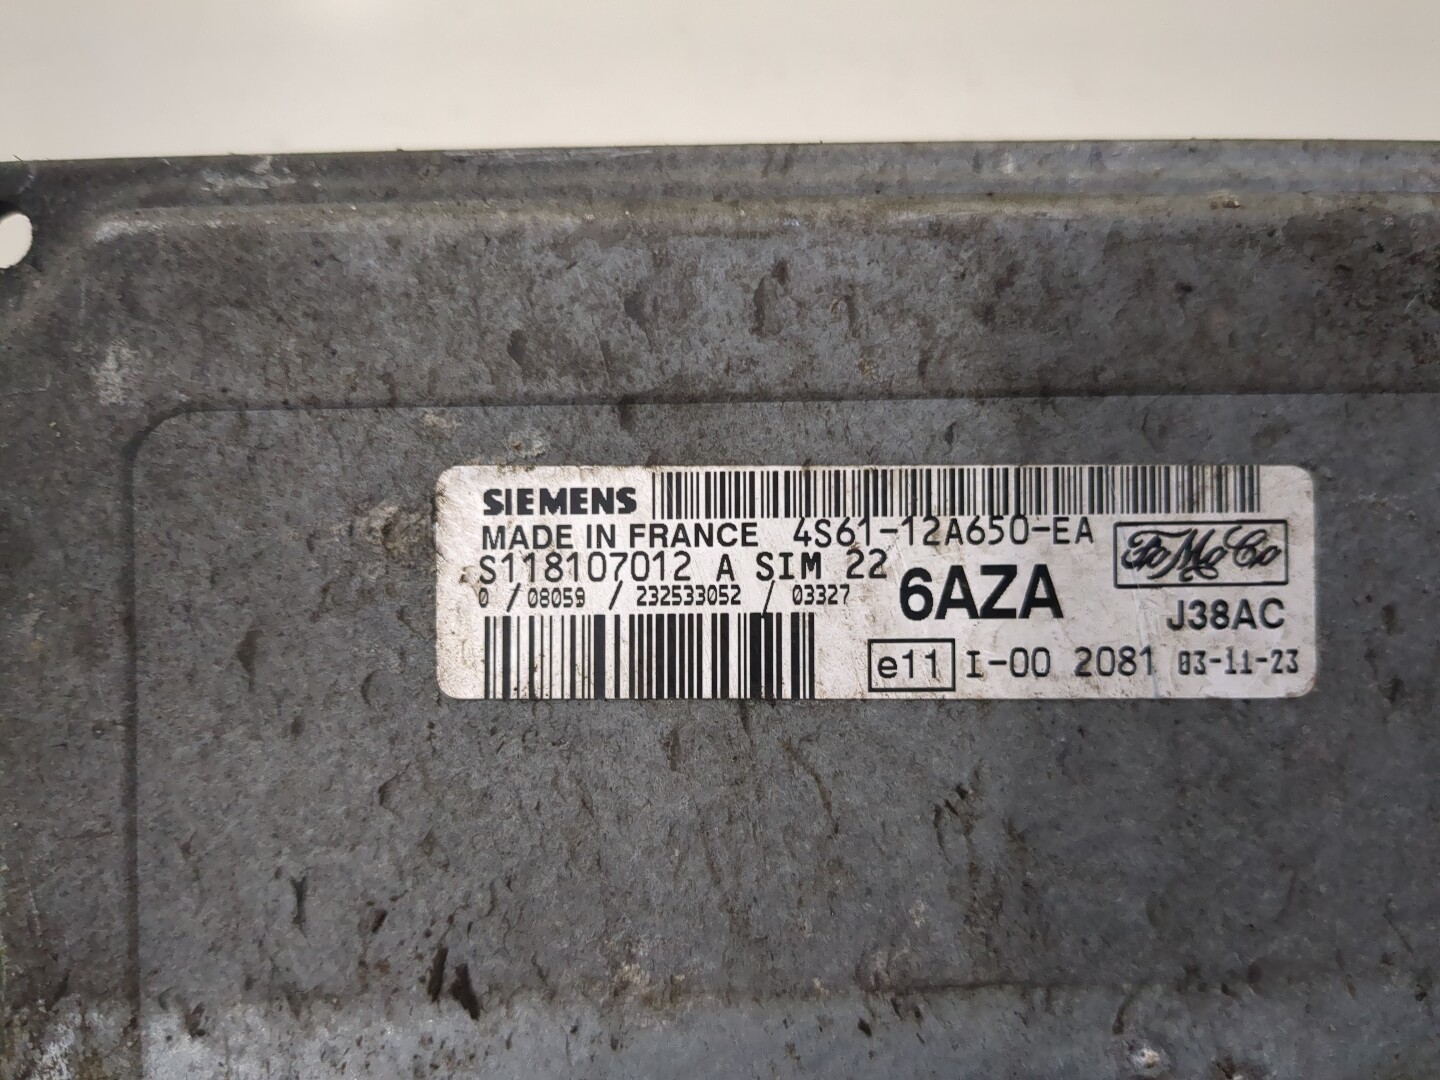 SIEMENS
MADE IN FRANCE 4S61-12A650-EA
S118107012 A SIM 22
FoMoCo
0 / 08059 / 232533052 / 03327
6AZA
J38AC
e11 I-00 2081 03-11-23